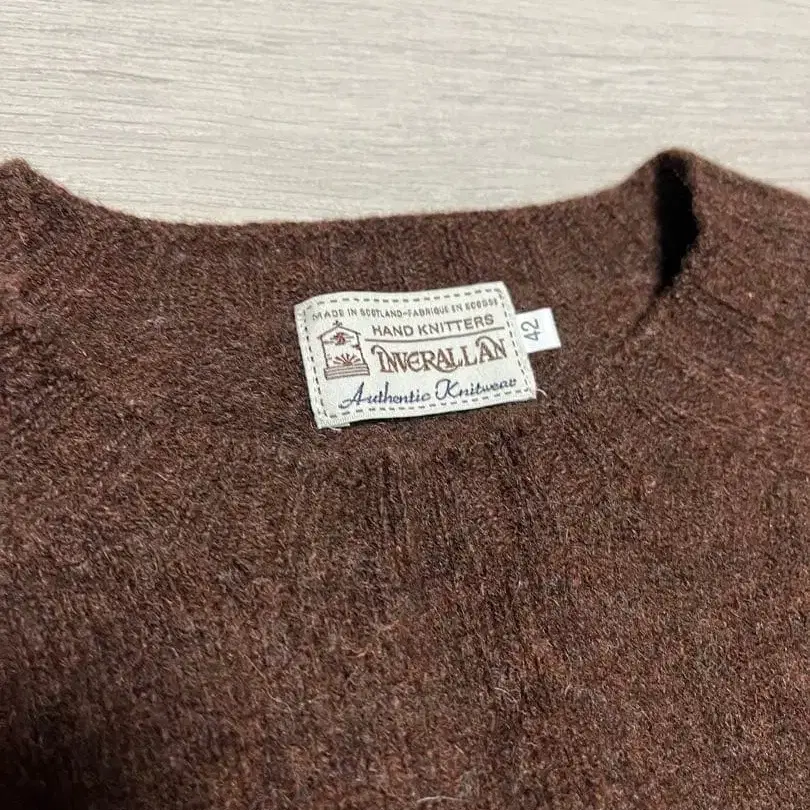 MADE IN SCOTLAND-FABRIQUE EN ECOSSE
HAND KNITTERS
INVERALLAN
Authentic Knitwear
42